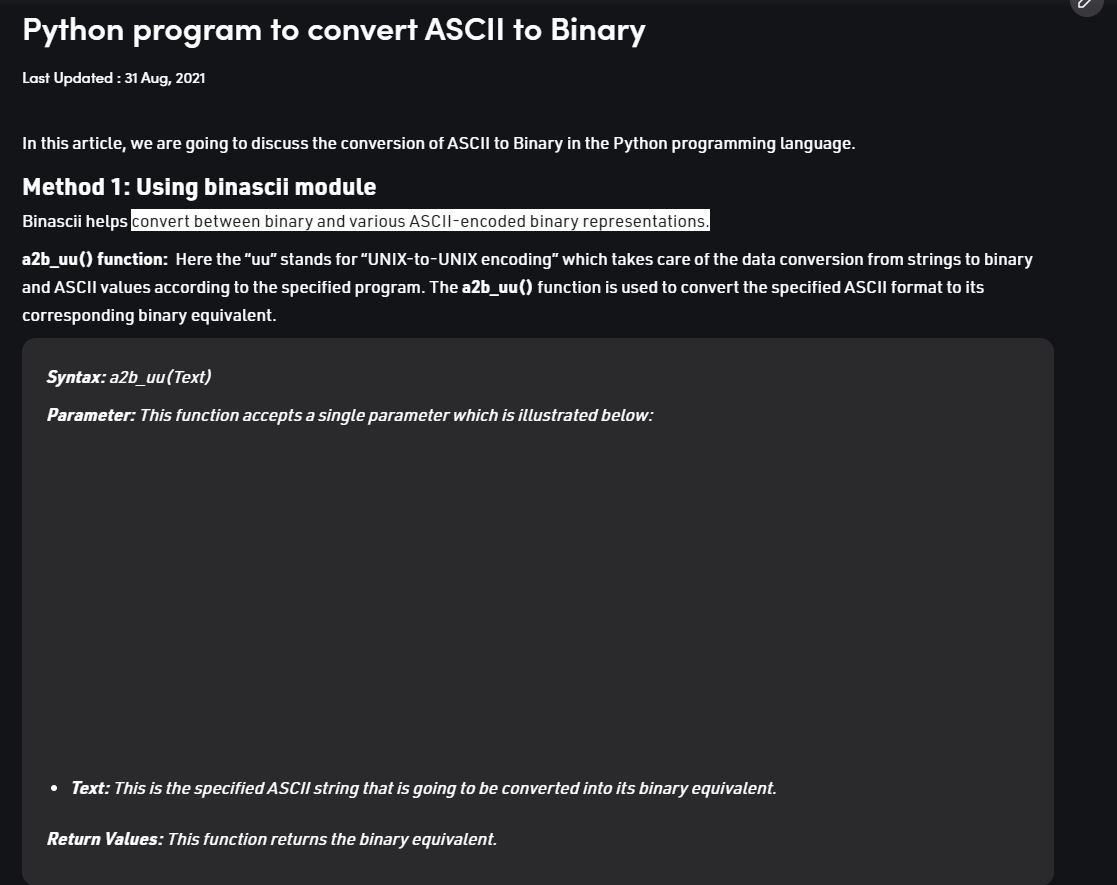 Python program to convert ASCII to Binary
Last Updated : 31 Aug, 2021
In this article, we are going to discuss the conversion of ASCII to Binary in the Python programming language.
Method 1: Using binascii module
Binascii helps convert between binary and various ASCII-encoded binary representations.
a2b_uu() function:  Here the “uu” stands for “UNIX-to-UNIX encoding” which takes care of the data conversion from strings to binary
and ASCII values according to the specified program. The a2b_uu() function is used to convert the specified ASCII format to its
corresponding binary equivalent.
Syntax: a2b_uu(Text)
Parameter: This function accepts a single parameter which is illustrated below:
• Text: This is the specified ASCII string that is going to be converted into its binary equivalent.
Return Values: This function returns the binary equivalent.